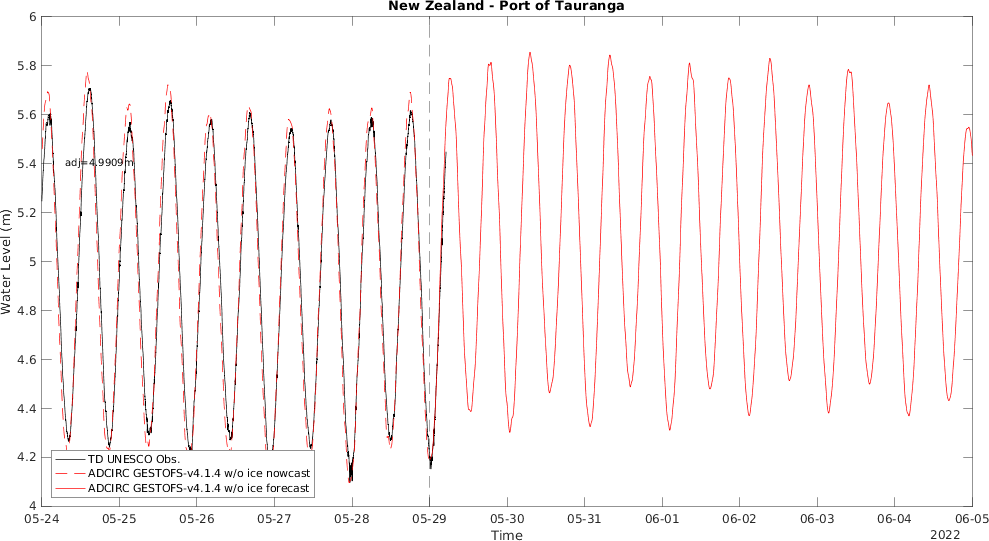 New Zealand - Port of Tauranga
6
5.8
5.6
5.4
5.2
5
4.8
4.6
4.4
4.2
4
Water Level (m)
adj=4.9909m
TD UNESCO Obs.
ADCIRC GESTOFS-v4.1.4 w/o ice nowcast
ADCIRC GESTOFS-v4.1.4 w/o ice forecast
05-24 05-25 05-26 05-27 05-28 05-29 05-30 05-31 06-01 06-02 06-03 06-04 06-05
Time
2022